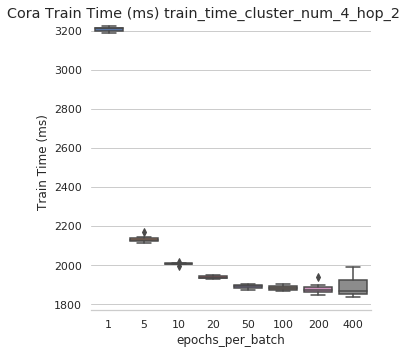 Cora Train Time (ms) train_time_cluster_num_4_hop_2
3200
3000
2800
2600
2400
2200
2000
1800
Train Time (ms)
1 5 10 20 50 100 200 400
epochs_per_batch